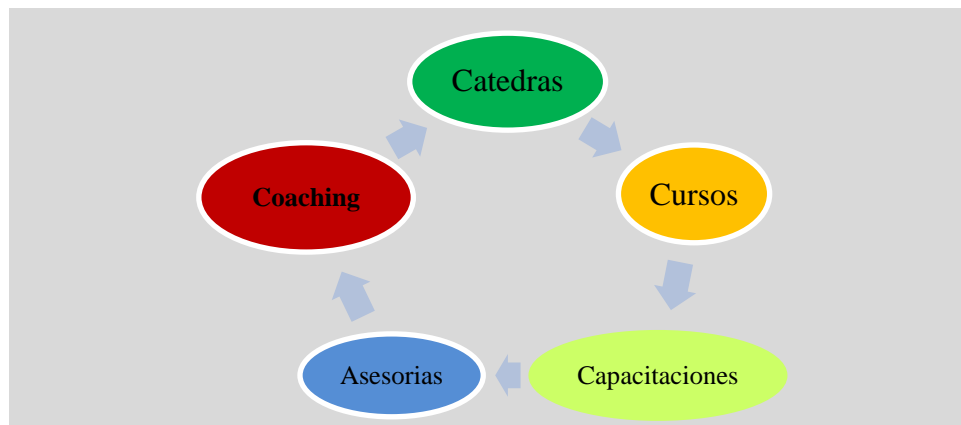 Catedras
Cursos
Capacitaciones
Asesorias
Coaching